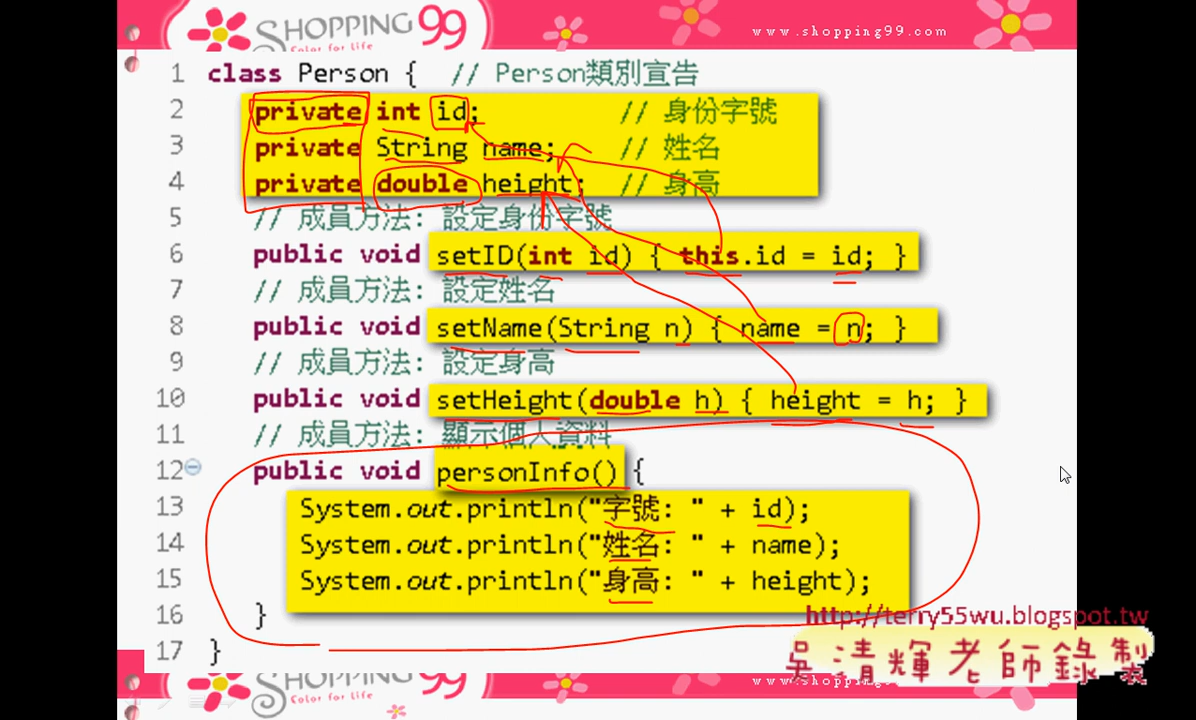 SHOPPING 99
Color for Life
www.shopping99.com
1 class Person { // Person類別宣告
2 private int id; // 身份字號
3 private String name; // 姓名
4 private double height; // 身高
5 // 成員方法: 設定身份字號
6 public void setID(int id) { this.id = id; }
7 // 成員方法: 設定姓名
8 public void setName(String n) { name = n; }
9 // 成員方法: 設定身高
10 public void setHeight(double h) { height = h; }
11 // 成員方法: 顯示個人資料
12 public void personInfo() {
13 System.out.println("字號: " + id);
14 System.out.println("姓名: " + name);
15 System.out.println("身高: " + height);
16 }
http://terry55wu.blogspot.tw
17 }
吳清輝老師錄製
SHOPPING 99
Color for Life